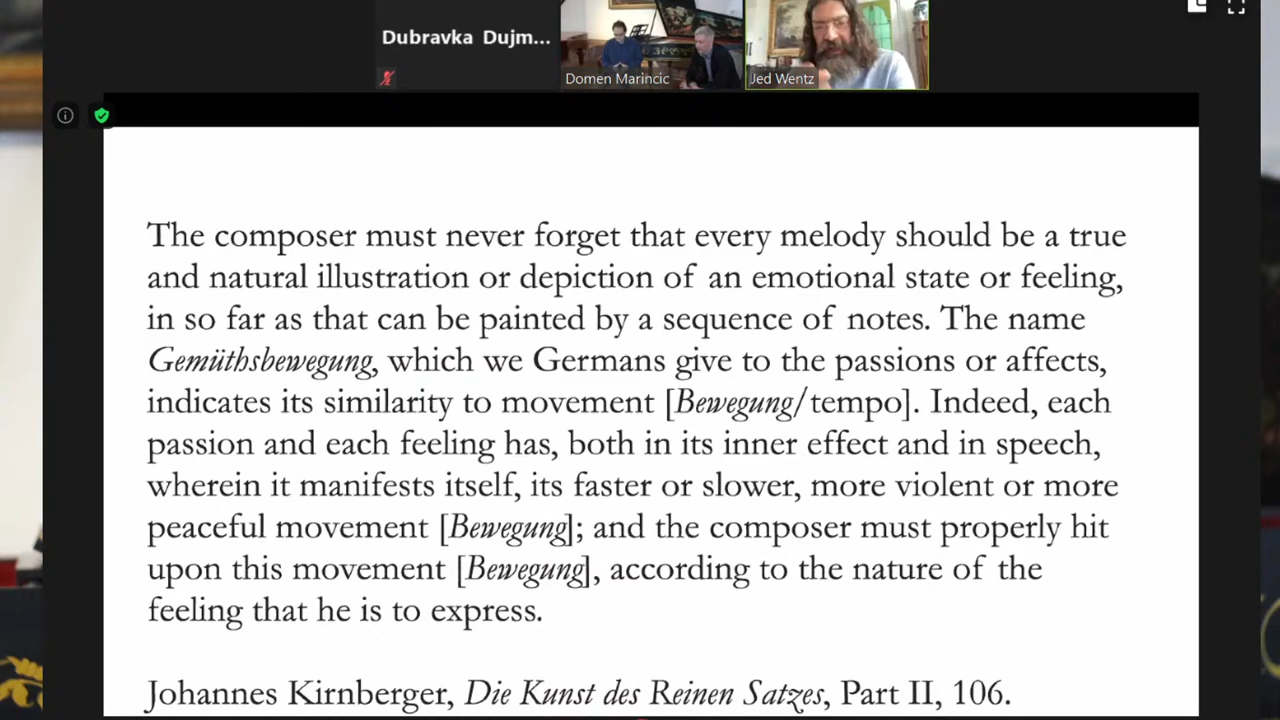 Dubravka Dujm...
Domen Marincic
Jed Wentz
The composer must never forget that every melody should be a true
and natural illustration or depiction of an emotional state or feeling,
in so far as that can be painted by a sequence of notes. The name
Gemüthsbewegung, which we Germans give to the passions or affects,
indicates its similarity to movement [Bewegung/tempo]. Indeed, each
passion and each feeling has, both in its inner effect and in speech,
wherein it manifests itself, its faster or slower, more violent or more
peaceful movement [Bewegung]; and the composer must properly hit
upon this movement [Bewegung], according to the nature of the
feeling that he is to express.
Johannes Kirnberger, Die Kunst des Reinen Satzes, Part II, 106.